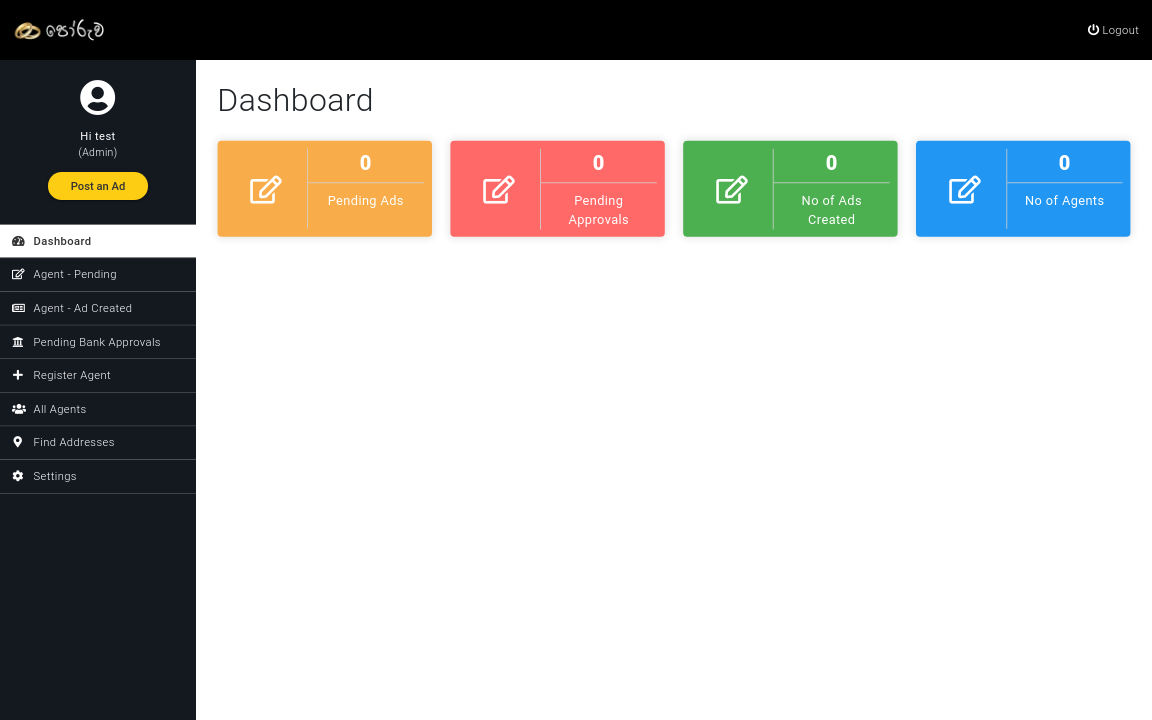 පෝරුව
Logout
Hi test
(Admin)
Post an Ad
Dashboard
Agent - Pending
Agent - Ad Created
Pending Bank Approvals
Register Agent
All Agents
Find Addresses
Settings
Dashboard
0
Pending Ads
0
Pending
Approvals
0
No of Ads
Created
0
No of Agents